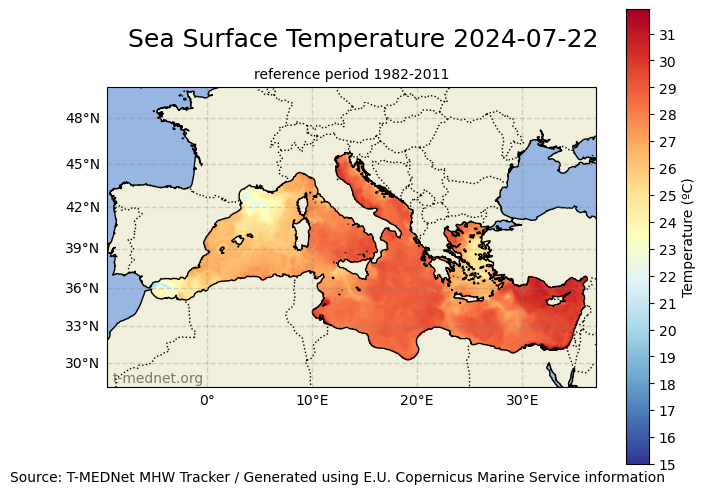 Sea Surface Temperature 2024-07-22
reference period 1982-2011
48°N
45°N
42°N
39°N
36°N
33°N
30°N
t-mednet.org
0°
10°E
20°E
30°E
31
30
29
28
27
26
25
24
23
22
21
20
19
18
17
16
15
Temperature (ºC)
Source: T-MEDNet MHW Tracker / Generated using E.U. Copernicus Marine Service information